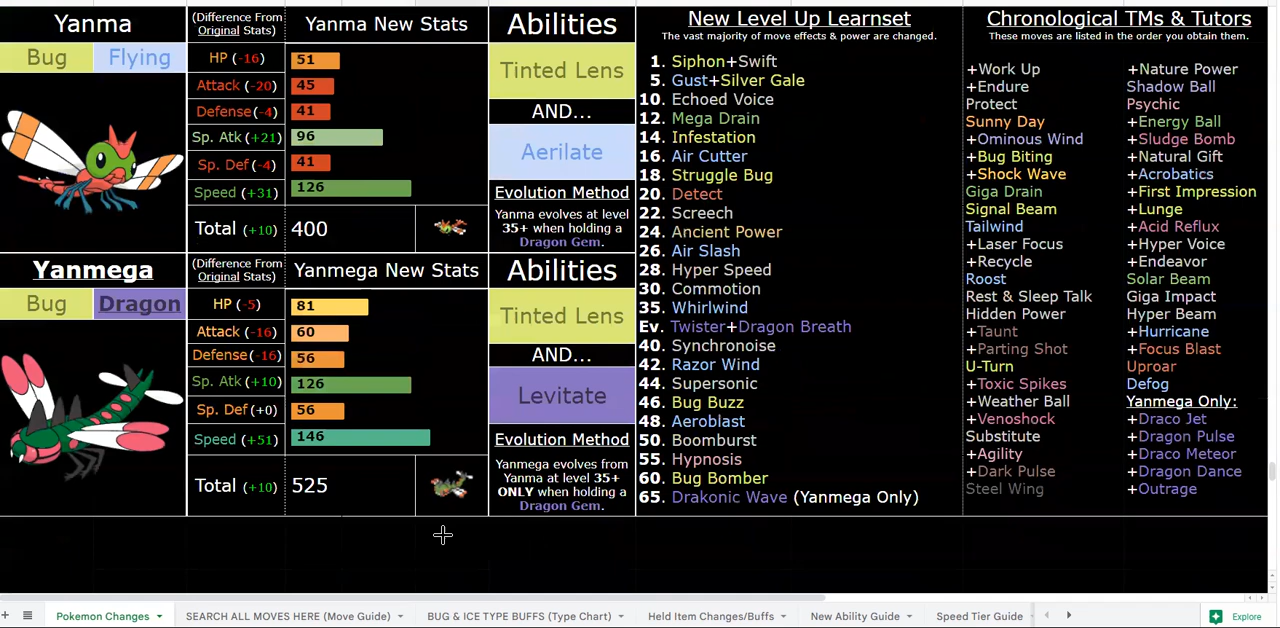 Yanma
Bug Flying
(Difference From
Original Stats)
Yanma New Stats
HP (-16) 51
Attack (-20) 45
Defense (-4) 41
Sp. Atk (+21) 96
Sp. Def (-4) 41
Speed (+31) 126
Total (+10) 400
Abilities
Tinted Lens
AND...
Aerilate
Evolution Method
Yanma evolves at level
35+ when holding a
Dragon Gem.
Yanmega
Bug Dragon
(Difference From
Original Stats)
Yanmega New Stats
HP (-5) 81
Attack (-16) 60
Defense (-16) 56
Sp. Atk (+10) 126
Sp. Def (+0) 56
Speed (+51) 146
Total (+10) 525
Abilities
Tinted Lens
AND...
Levitate
Evolution Method
Yanmega evolves from
Yanma at level 35+
ONLY when holding a
Dragon Gem.
New Level Up Learnset
The vast majority of move effects & power are changed.
1. Siphon+Swift
5. Gust+Silver Gale
10. Echoed Voice
12. Mega Drain
14. Infestation
16. Air Cutter
18. Struggle Bug
20. Detect
22. Screech
24. Ancient Power
26. Air Slash
28. Hyper Speed
30. Commotion
35. Whirlwind
Ev. Twister+Dragon Breath
40. Synchronoise
42. Razor Wind
44. Supersonic
46. Bug Buzz
48. Aeroblast
50. Boomburst
55. Hypnosis
60. Bug Bomber
65. Drakonic Wave (Yanmega Only)
Chronological TMs & Tutors
These moves are listed in the order you obtain them.
+Work Up
+Endure
Protect
Sunny Day
+Ominous Wind
+Bug Biting
+Shock Wave
Giga Drain
Signal Beam
Tailwind
+Laser Focus
+Recycle
Roost
Rest & Sleep Talk
Hidden Power
+Taunt
+Parting Shot
U-Turn
+Toxic Spikes
+Weather Ball
+Venoshock
Substitute
+Agility
+Dark Pulse
Steel Wing
+Nature Power
Shadow Ball
Psychic
+Energy Ball
+Sludge Bomb
+Natural Gift
+Acrobatics
+First Impression
+Lunge
+Acid Reflux
+Hyper Voice
+Endeavor
Solar Beam
Giga Impact
Hyper Beam
+Hurricane
+Focus Blast
Uproar
Defog
Yanmega Only:
+Draco Jet
+Dragon Pulse
+Draco Meteor
+Dragon Dance
+Outrage
Pokemon Changes SEARCH ALL MOVES HERE (Move Guide) BUG & ICE TYPE BUFFS (Type Chart) Held Item Changes/Buffs New Ability Guide Speed Tier Guide Explore